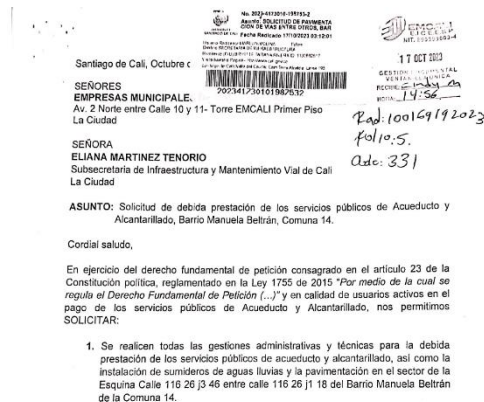 No. 2023-4173010-198753-2
Asunto: SOLICITUD DE PAVIMENTA
CION DE VIAS ENTRE OTROS, BAR
Fecha Radicado 17/10/2023 03:12:01
202341730101987532
EMCALI
EICE ESP
17 OCT 2023
14:56
Rad: 100169192023
folio 5.
Santiago de Cali, Octubre
SEÑORES
EMPRESAS MUNICIPALE
Av. 2 Norte entre Calle 10 y 11- Torre EMCALI Primer Piso
La Ciudad
SEÑORA
ELIANA MARTINEZ TENORIO
Subsecretaria de Infraestructura y Mantenimiento Vial de Cali
La Ciudad
ASUNTO: Solicitud de debida prestación de los servicios públicos de Acueducto y
Alcantarillado, Barrio Manuela Beltrán, Comuna 14.
Cordial saludo,
En ejercicio del derecho fundamental de petición consagrado en el artículo 23 de la
Constitución política, reglamentado en la Ley 1755 de 2015 "Por medio de la cual se
regula el Derecho Fundamental de Petición (...)" y en calidad de usuarios activos en el
pago de los servicios públicos de Acueducto y Alcantarillado, nos permitimos
SOLICITAR:
1. Se realicen todas las gestiones administrativas y técnicas para la debida
prestación de los servicios públicos de acueducto y alcantarillado, así como la
instalación de sumideros de aguas lluvias y la pavimentación en el sector de la
Esquina Calle 116 26 j3 46 entre calle 116 26 j1 18 del Barrio Manuela Beltrán
de la Comuna 14.